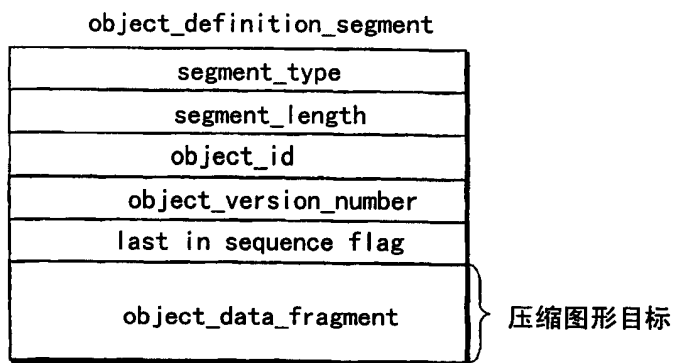 object_definition_segment
segment_type
segment_length
object_id
object_version_number
last in sequence flag
object_data_fragment
压缩图形目标